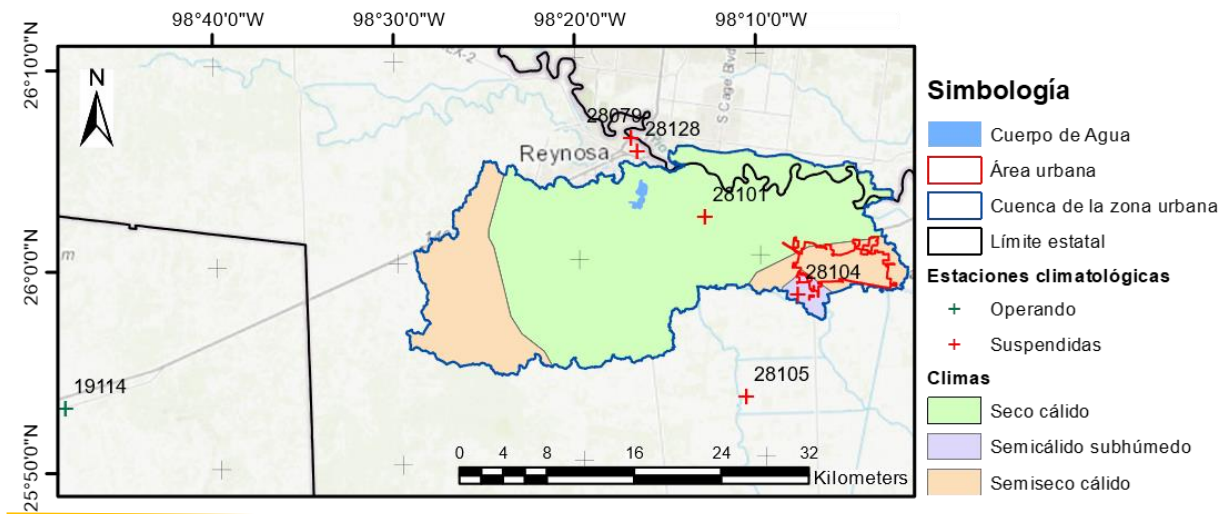 98°40'0"W 98°30'0"W 98°20'0"W 98°10'0"W
26°10'0"N
26°0'0"N
25°50'0"N
N
S Cage Blvd
28079
28128
Reynosa
28101
28104
19114
28105
0 4 8 16 24 32
Kilometers
Simbología
Cuerpo de Agua
Área urbana
Cuenca de la zona urbana
Límite estatal
Estaciones climatológicas
Operando
Suspendidas
Climas
Seco cálido
Semicálido subhúmedo
Semiseco cálido